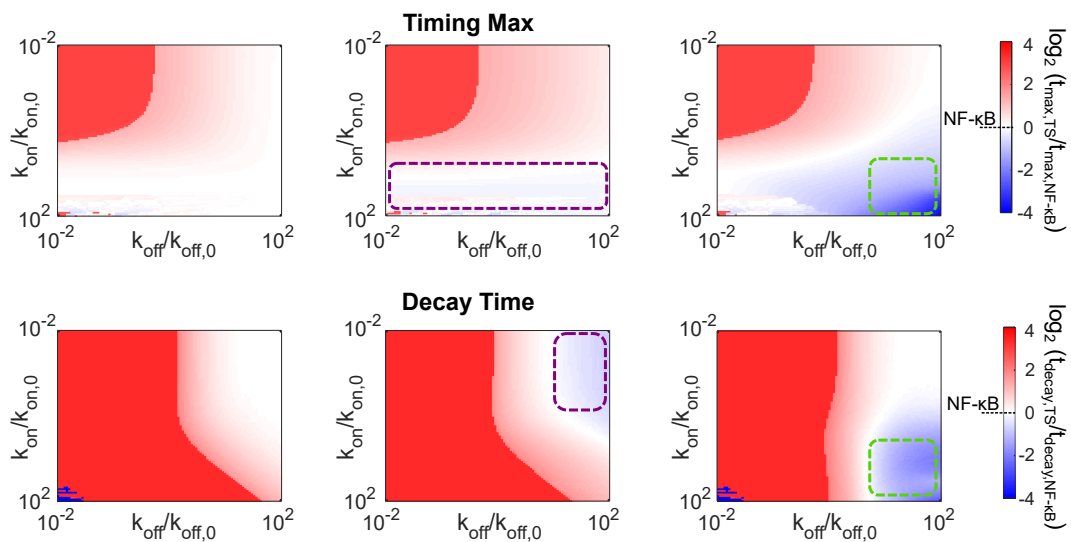 Timing Max
10^-2
10^2
k_on/k_on,0
10^-2
10^2
k_off/k_off,0
10^-2
10^2
k_on/k_on,0
10^-2
10^2
k_off/k_off,0
10^-2
10^2
k_on/k_on,0
10^-2
10^2
k_off/k_off,0
NF-κB
4
2
0
-2
-4
log_2 (t_max,TS/t_max,NF-κB)
Decay Time
10^-2
10^2
k_on/k_on,0
10^-2
10^2
k_off/k_off,0
10^-2
10^2
k_on/k_on,0
10^-2
10^2
k_off/k_off,0
10^-2
10^2
k_on/k_on,0
10^-2
10^2
k_off/k_off,0
NF-κB
4
2
0
-2
-4
log_2 (t_decay,TS/t_decay,NF-κB)